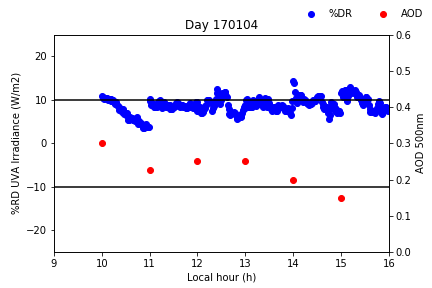 %DR AOD
Day 170104
%RD UVA Irradiance (W/m2)
20
10
0
−10
−20
AOD 500nm
0.6
0.5
0.4
0.3
0.2
0.1
0.0
9 10 11 12 13 14 15 16
Local hour (h)